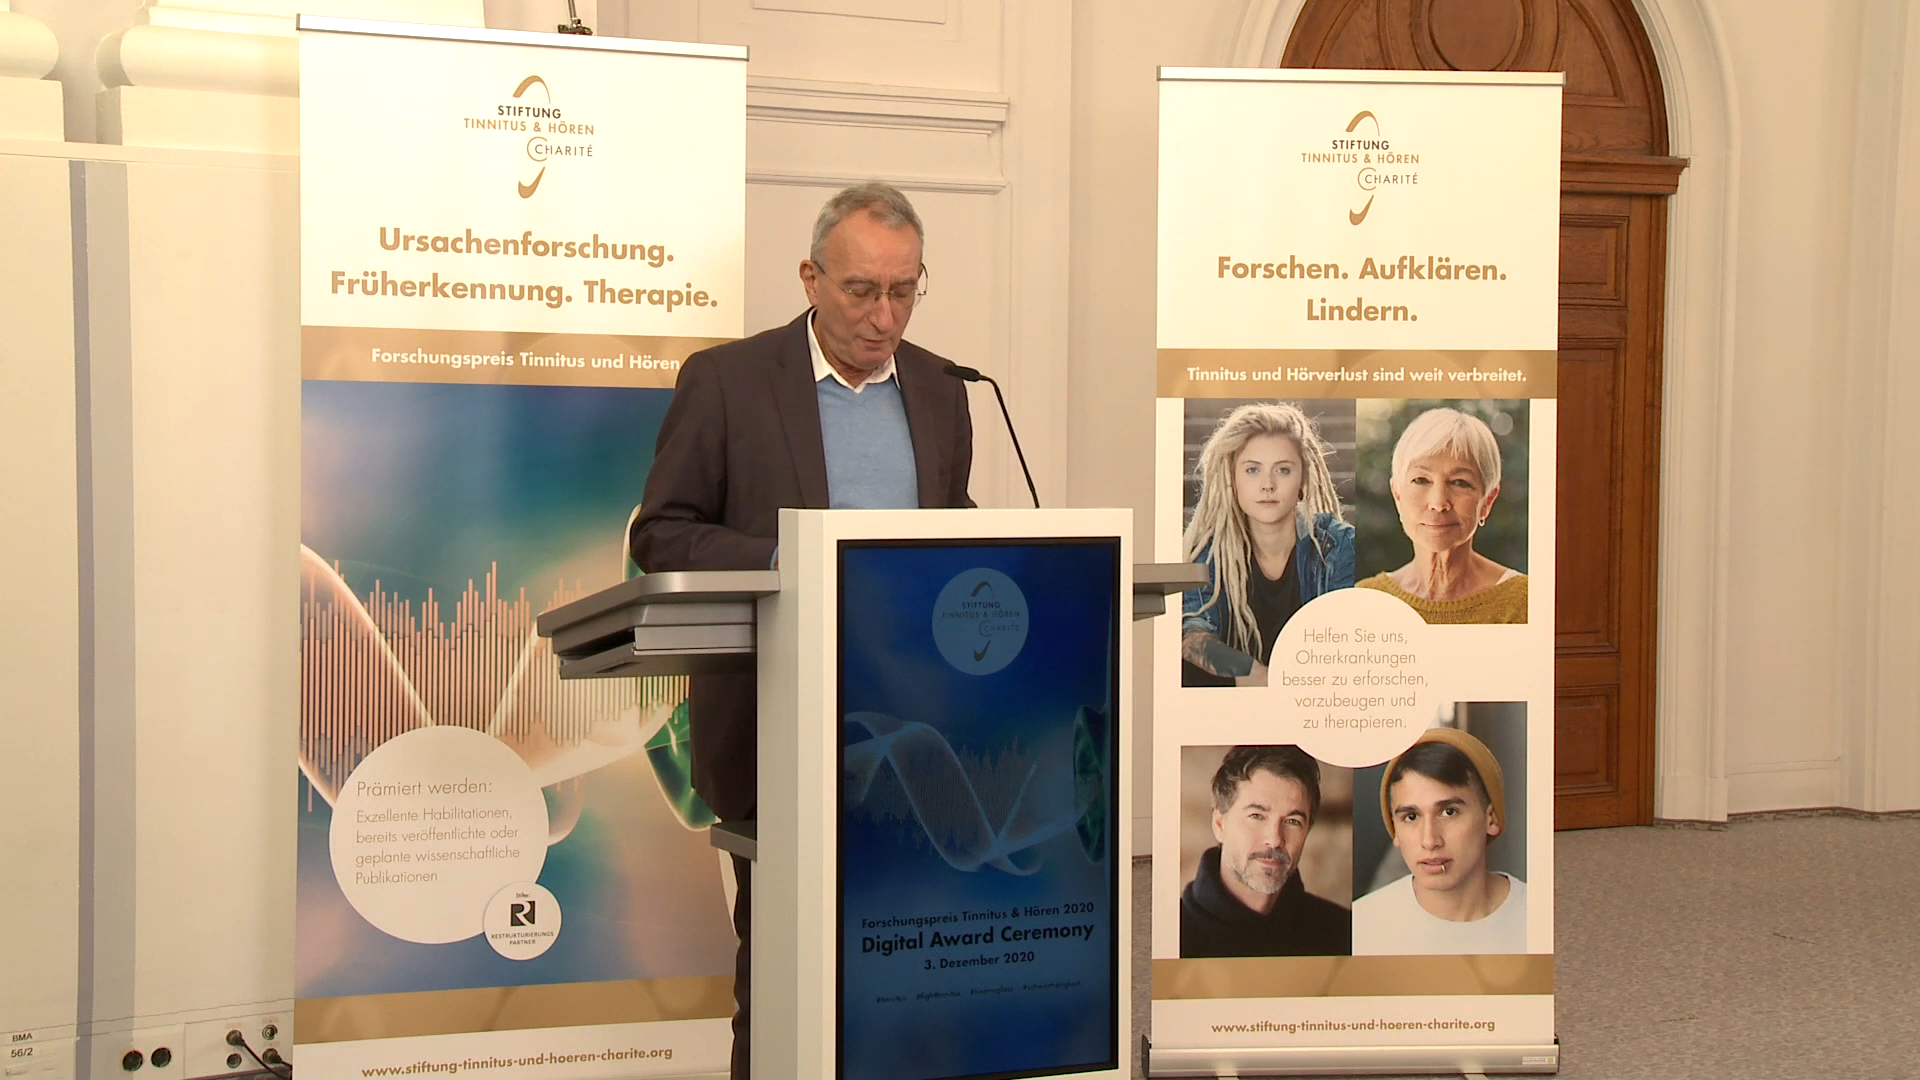 STIFTUNG
TINNITUS & HÖREN
CHARITÉ
Ursachenforschung.
Früherkennung. Therapie.
Forschungspreis Tinnitus und Hören
Prämiert werden:
Exzellente Habilitationen,
bereits veröffentlichte oder
geplante wissenschaftliche
Publikationen
RESTRUKTURIERUNGS
PARTNER
www.stiftung-tinnitus-und-hoeren-charite.org
STIFTUNG
TINNITUS & HÖREN
CHARITÉ
Forschungspreis Tinnitus & Hören 2020
Digital Award Ceremony
3. Dezember 2020
STIFTUNG
TINNITUS & HÖREN
CHARITÉ
Forschen. Aufklären.
Lindern.
Tinnitus und Hörverlust sind weit verbreitet.
Helfen Sie uns,
Ohrerkrankungen
besser zu erforschen,
vorzubeugen und
zu therapieren.
www.stiftung-tinnitus-und-hoeren-charite.org
BMA
56/2